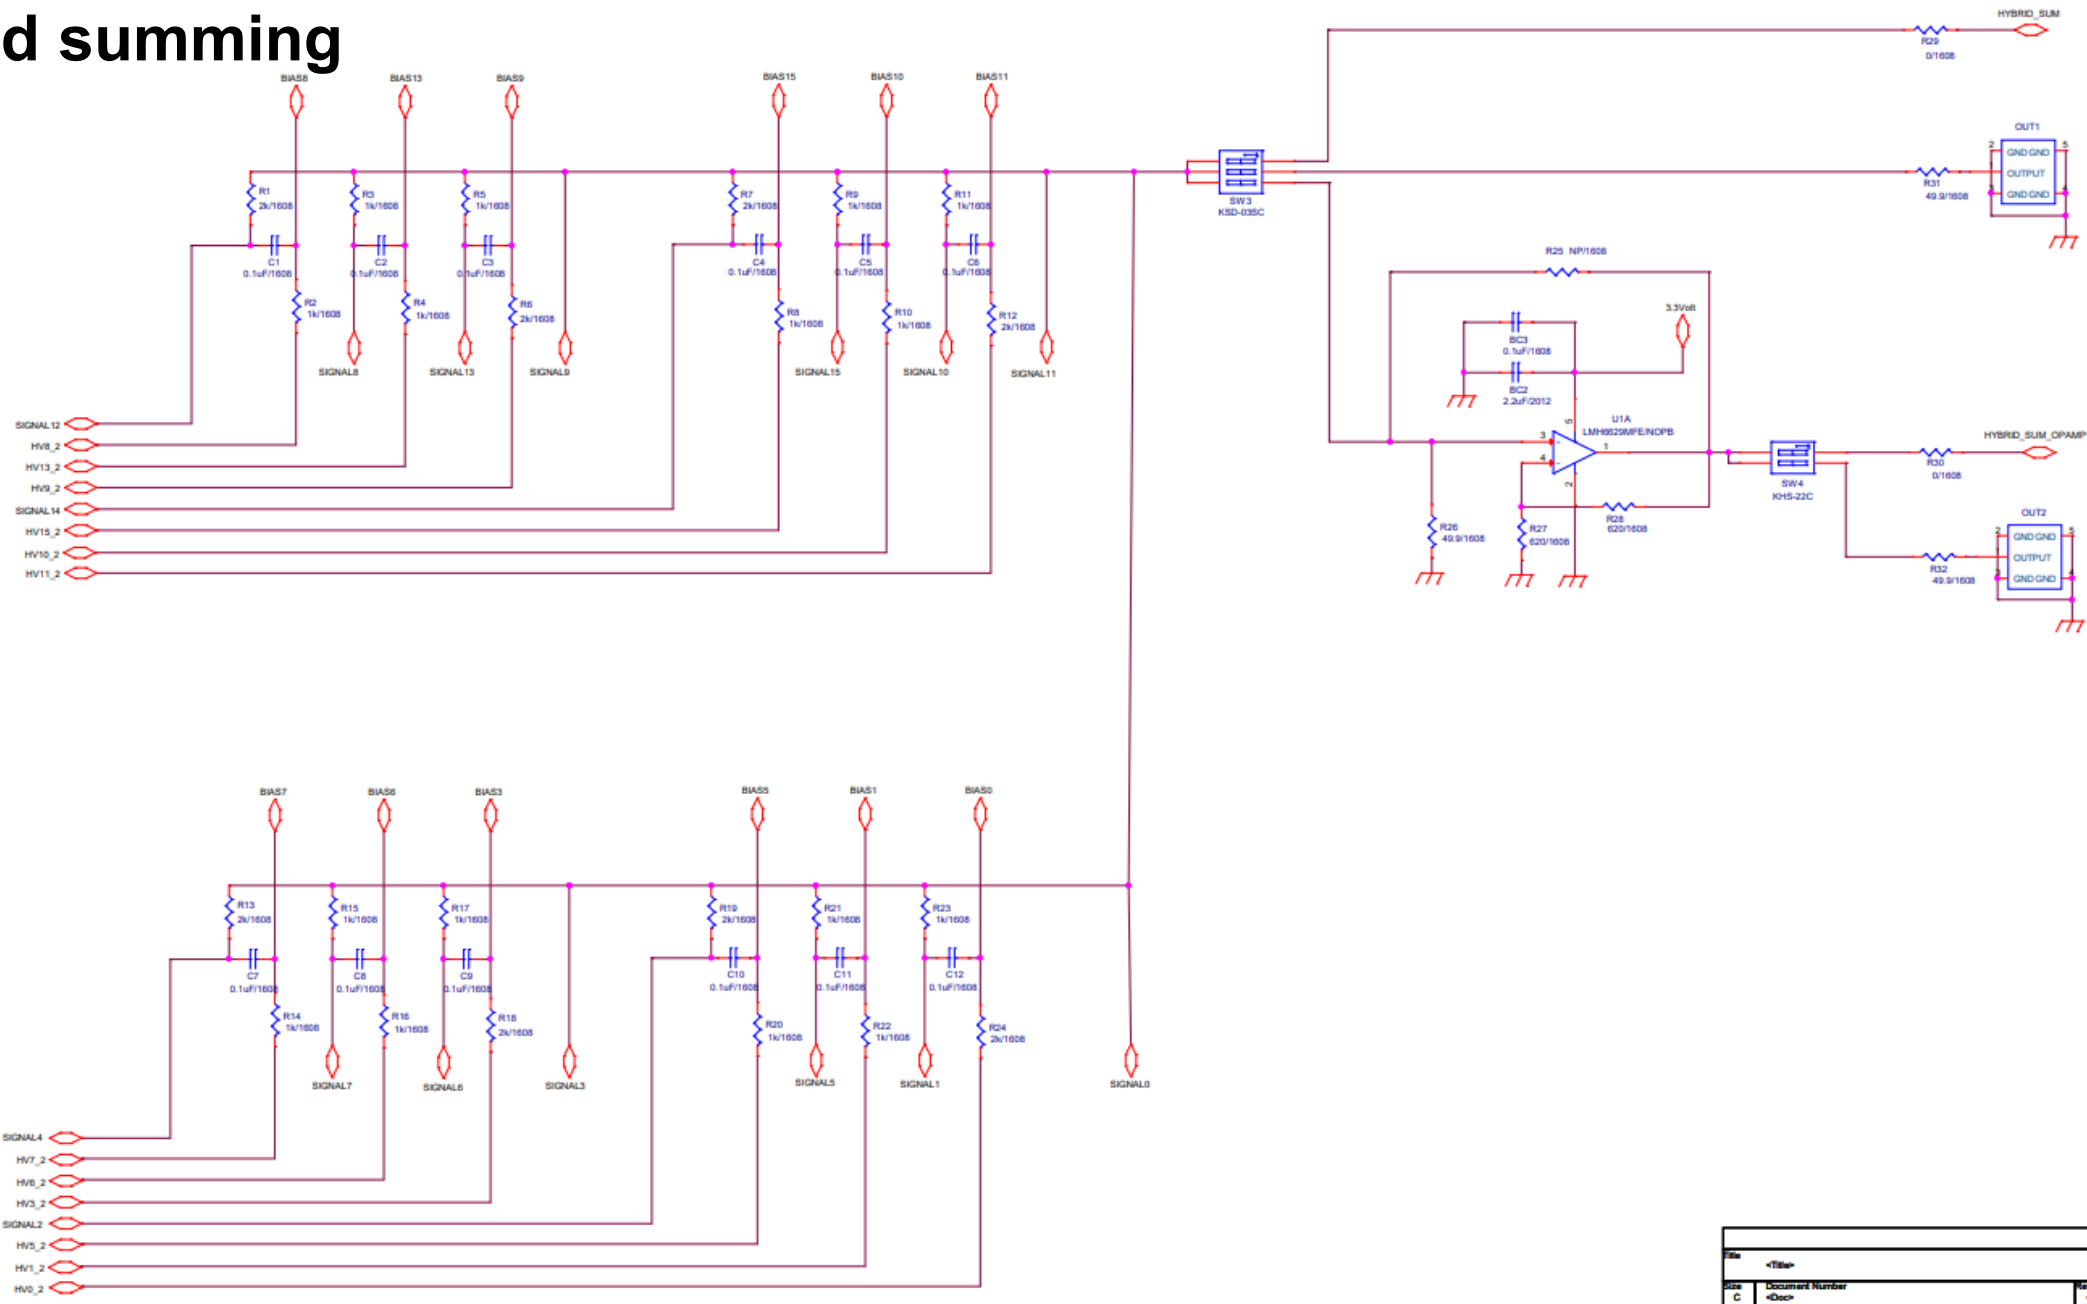 d summing
HYBRID_SUM
R29
0/1608
BIAS8
BIAS13
BIAS9
BIAS15
BIAS10
BIAS11
OUT1
2
5
GND GND
OUTPUT
GND GND
R31
49.9/1608
SW3
KSD-03SC
R1
2k/1608
R3
1k/1608
R5
1k/1608
R7
2k/1608
R9
1k/1608
R11
1k/1608
C1
0.1uF/1608
C2
0.1uF/1608
C3
0.1uF/1608
C4
0.1uF/1608
C5
0.1uF/1608
C6
0.1uF/1608
R2
1k/1608
R4
1k/1608
R6
2k/1608
R8
1k/1608
R10
1k/1608
R12
2k/1608
SIGNAL8
SIGNAL13
SIGNAL9
SIGNAL15
SIGNAL10
SIGNAL11
SIGNAL12
HV8_2
HV13_2
HV9_2
SIGNAL14
HV15_2
HV10_2
HV11_2
R25 NP/1608
3.3Volt
BC3
0.1uF/1608
BC2
2.2uF/2012
U1A
LMH6629MFE/NOPB
5
3
4
1
2
R26
49.9/1608
R27
620/1608
R28
620/1608
SW4
KHS-22C
HYBRID_SUM_OPAMP
R30
0/1608
OUT2
2
5
GND GND
OUTPUT
GND GND
R32
49.9/1608
BIAS7
BIAS6
BIAS3
BIAS5
BIAS1
BIAS0
R13
2k/1608
R15
1k/1608
R17
1k/1608
R19
2k/1608
R21
1k/1608
R23
1k/1608
C7
0.1uF/1608
C8
0.1uF/1608
C9
0.1uF/1608
C10
0.1uF/1608
C11
0.1uF/1608
C12
0.1uF/1608
R14
1k/1608
R16
1k/1608
R18
2k/1608
R20
1k/1608
R22
1k/1608
R24
2k/1608
SIGNAL7
SIGNAL6
SIGNAL3
SIGNAL5
SIGNAL1
SIGNAL0
SIGNAL4
HV7_2
HV6_2
HV3_2
SIGNAL2
HV5_2
HV1_2
HV0_2
Title
<Title>
Size
Document Number
C
<Doc>